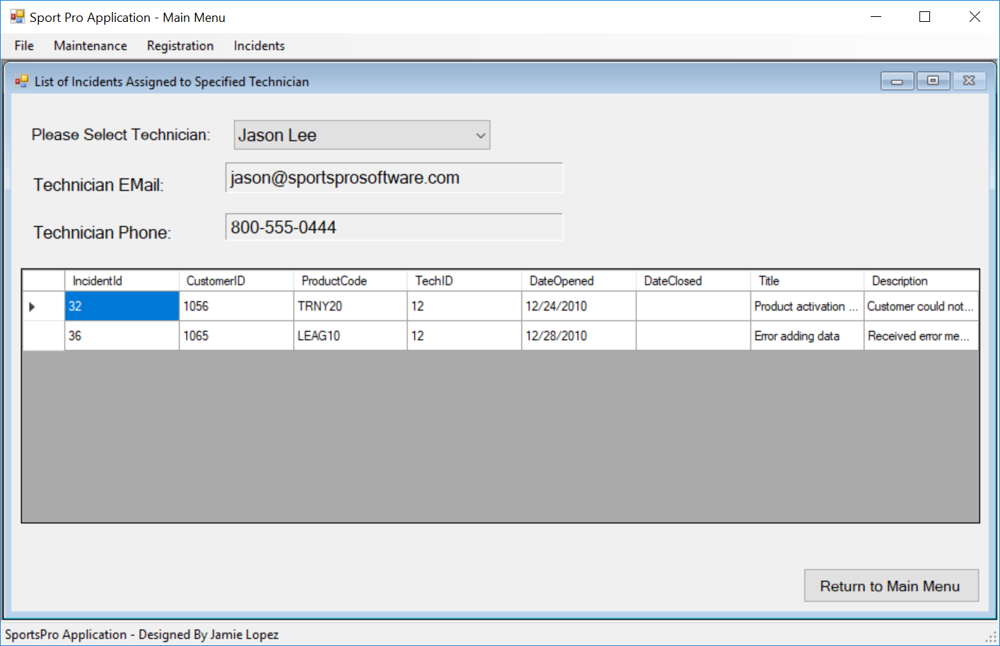 Sport Pro Application - Main Menu
File Maintenance Registration Incidents
List of Incidents Assigned to Specified Technician
Please Select Technician: Jason Lee
Technician EMail: jason@sportsprosoftware.com
Technician Phone: 800-555-0444
IncidentId CustomerID ProductCode TechID DateOpened DateClosed Title Description
32 1056 TRNY20 12 12/24/2010 Product activation ... Customer could not...
36 1065 LEAG10 12 12/28/2010 Error adding data Received error me...
Return to Main Menu
SportsPro Application - Designed By Jamie Lopez